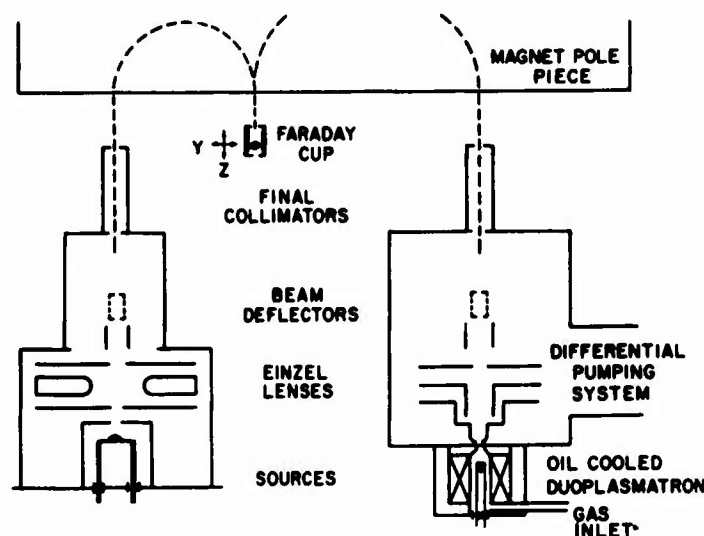 MAGNET POLE
PIECE
Y
Z
FARADAY
CUP
FINAL
COLLIMATORS
BEAM
DEFLECTORS
EINZEL
LENSES
DIFFERENTIAL
PUMPING
SYSTEM
SOURCES
OIL COOLED
DUOPLASMATRON
GAS
INLET